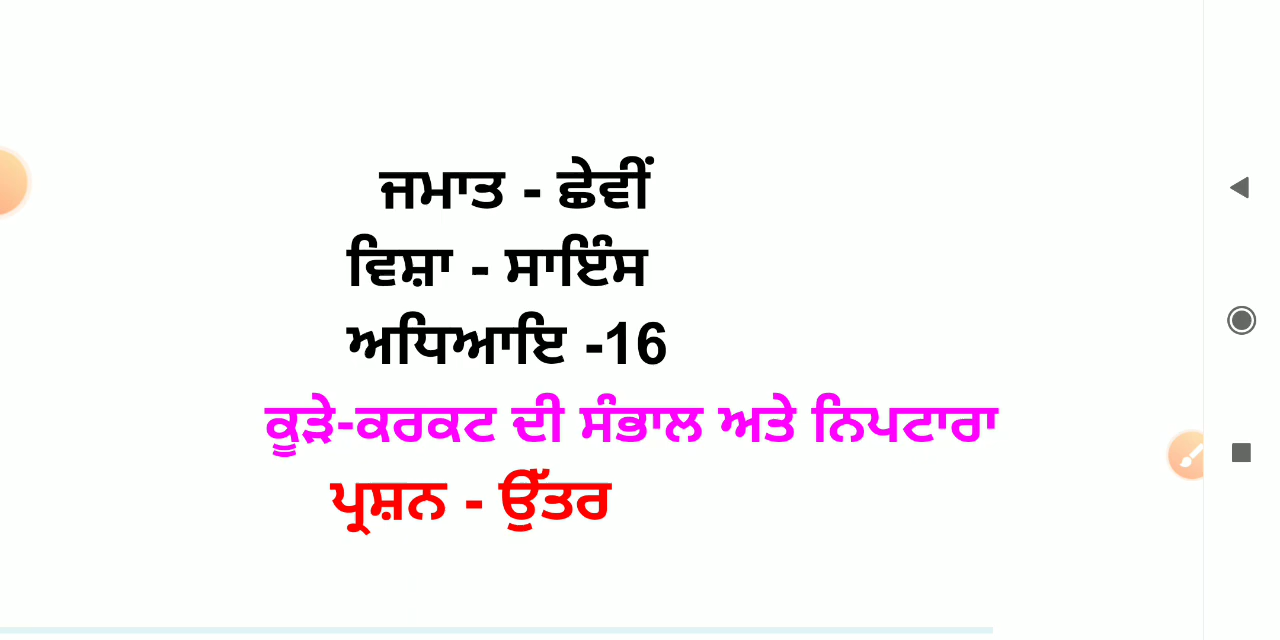 ਜਮਾਤ - ਛੇਵੀਂ
ਵਿਸ਼ਾ - ਸਾਇੰਸ
ਅਧਿਆਇ -16
ਕੂੜੇ-ਕਰਕਟ ਦੀ ਸੰਭਾਲ ਅਤੇ ਨਿਪਟਾਰਾ
ਪ੍ਰਸ਼ਨ - ਉੱਤਰ